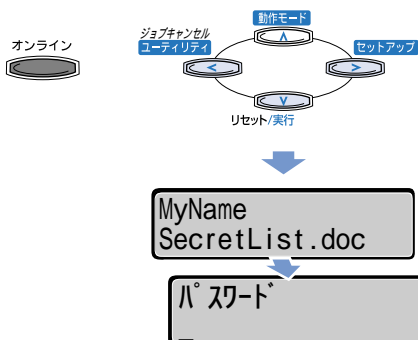 動作モード
ジョブキャンセル
ユーティリティ
オンライン
セットアップ
リセット/実行
MyName
SecretList.doc
パスワード